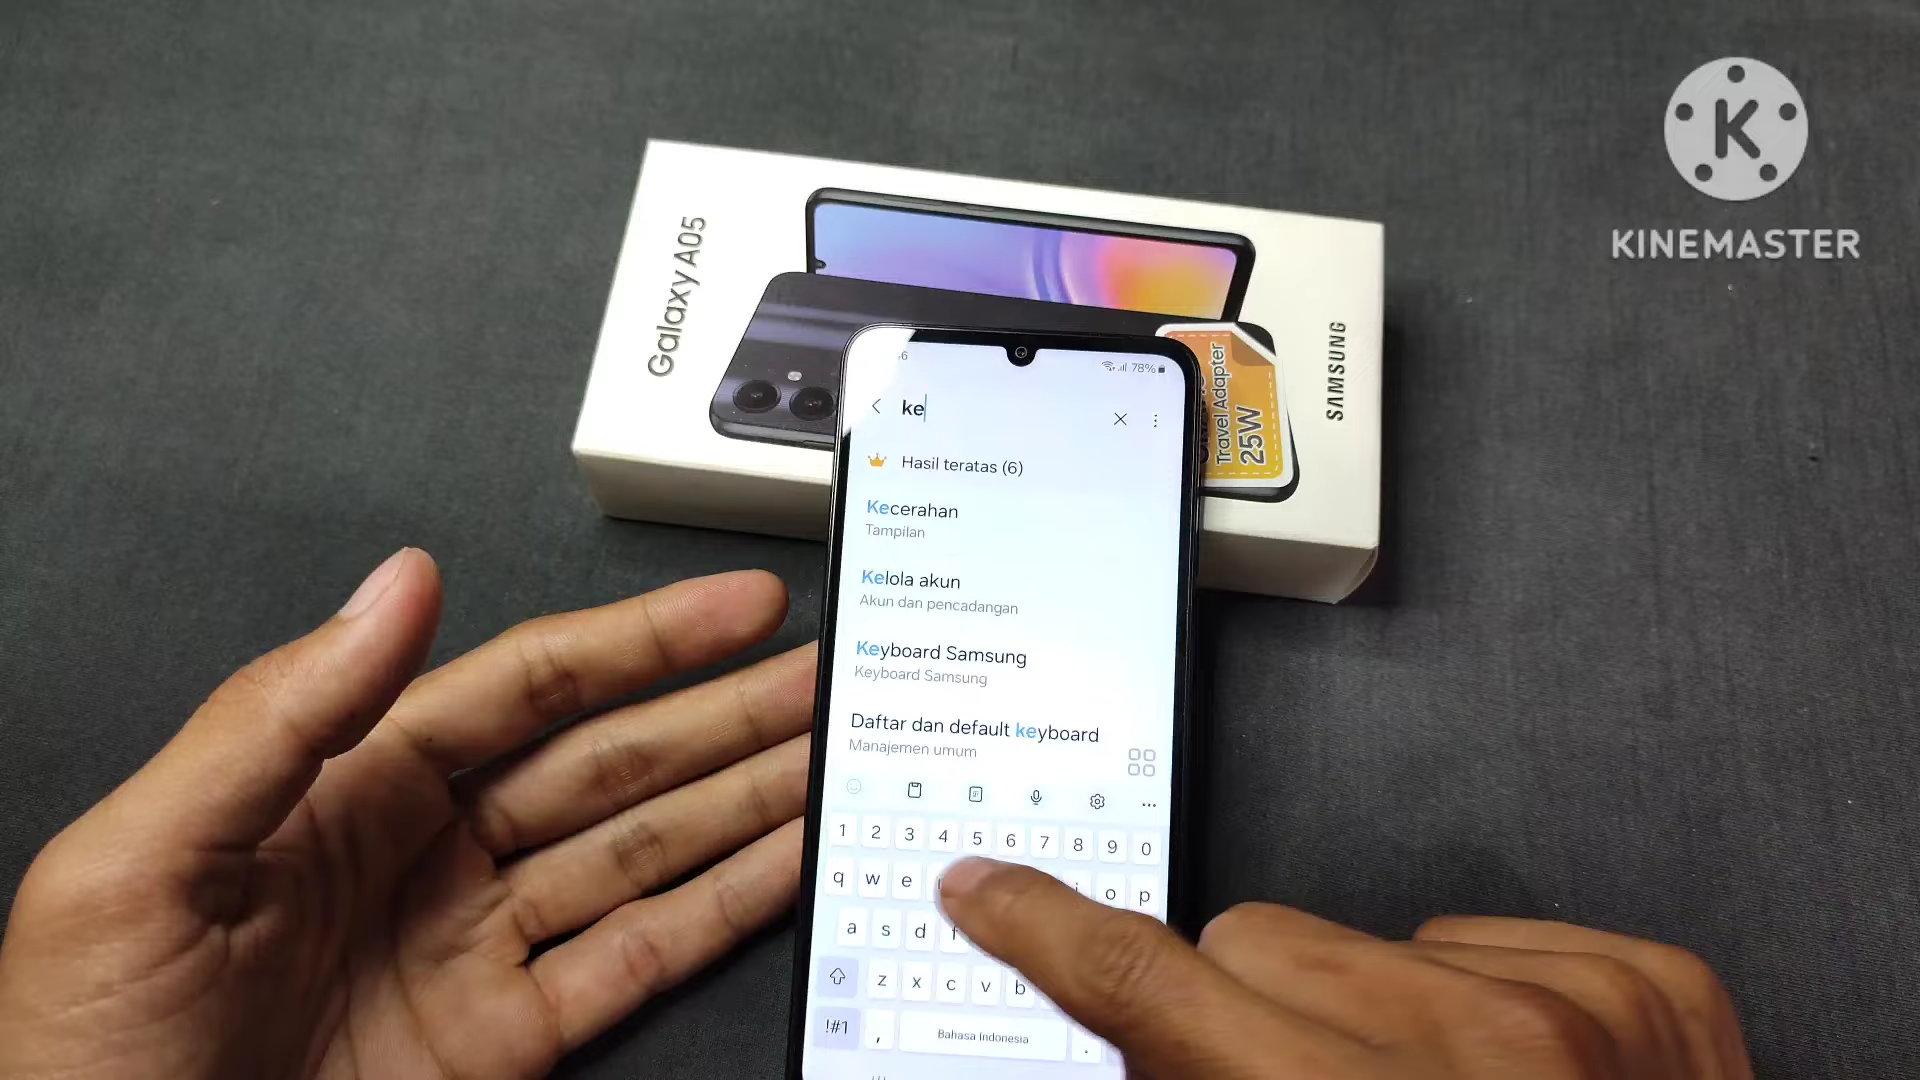 K
KINEMASTER
Galaxy A05
SAMSUNG
Travel Adapter
25W
78%
ke
Hasil teratas (6)
Kecerahan
Tampilan
Kelola akun
Akun dan pencadangan
Keyboard Samsung
Keyboard Samsung
Daftar dan default keyboard
Manajemen umum
1 2 3 4 5 6 7 8 9 0
q w e o p
a s d f
z x c v b
!#1 , Bahasa Indonesia .